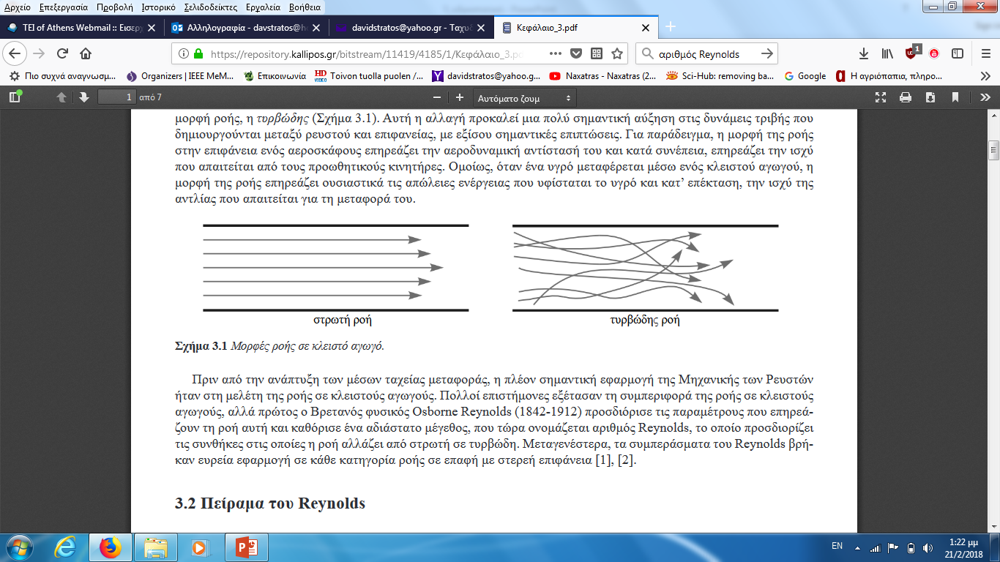 Αρχείο Επεξεργασία Προβολή Ιστορικό Σελιδοδείκτες Εργαλεία Βοήθεια
TEI of Athens Webmail :: Εισερχ
Αλληλογραφία - davstratos@ho
davidstratos@yahoo.gr - Ταχυδ
Κεφάλαιο_3.pdf
https://repository.kallipos.gr/bitstream/11419/4185/1/Κεφάλαιο_3.pd
αριθμός Reynolds
1
Πιο συχνά αναγνωσμ...
Organizers | IEEE MeM...
Επικοινωνία
HD VIDEO
Toivon tuolla puolen /...
davidstratos@yahoo.g...
Naxatras - Naxatras (2...
Sci-Hub: removing ba...
Google
Η αγριόπαπια, πληρο...
1 από 7
Αυτόματο ζουμ
μορφή ροής, η τυρβώδης (Σχήμα 3.1). Αυτή η αλλαγή προκαλεί μια πολύ σημαντική αύξηση στις δυνάμεις τριβής που
δημιουργούνται μεταξύ ρευστού και επιφανείας, με εξίσου σημαντικές επιπτώσεις. Για παράδειγμα, η μορφή της ροής
στην επιφάνεια ενός αεροσκάφους επηρεάζει την αεροδυναμική αντίστασή του και κατά συνέπεια, επηρεάζει την ισχύ
που απαιτείται από τους προωθητικούς κινητήρες. Ομοίως, όταν ένα υγρό μεταφέρεται μέσω ενός κλειστού αγωγού, η
μορφή της ροής επηρεάζει ουσιαστικά τις απώλειες ενέργειας που υφίσταται το υγρό και κατ’ επέκταση, την ισχύ της
αντλίας που απαιτείται για τη μεταφορά του.
στρωτή ροή
τυρβώδης ροή
Σχήμα 3.1 Μορφές ροής σε κλειστό αγωγό.
Πριν από την ανάπτυξη των μέσων ταχείας μεταφοράς, η πλέον σημαντική εφαρμογή της Μηχανικής των Ρευστών
ήταν στη μελέτη της ροής σε κλειστούς αγωγούς. Πολλοί επιστήμονες εξέτασαν τη συμπεριφορά της ροής σε κλειστούς
αγωγούς, αλλά πρώτος ο Βρετανός φυσικός Osborne Reynolds (1842-1912) προσδιόρισε τις παραμέτρους που επηρεά-
ζουν τη ροή αυτή και καθόρισε ένα αδιάστατο μέγεθος, που τώρα ονομάζεται αριθμός Reynolds, το οποίο προσδιορίζει
τις συνθήκες στις οποίες η ροή αλλάζει από στρωτή σε τυρβώδη. Μεταγενέστερα, τα συμπεράσματα του Reynolds βρή-
καν ευρεία εφαρμογή σε κάθε κατηγορία ροής σε επαφή με στερεή επιφάνεια [1], [2].
3.2 Πείραμα του Reynolds
EN
1:22 μμ
21/2/2018